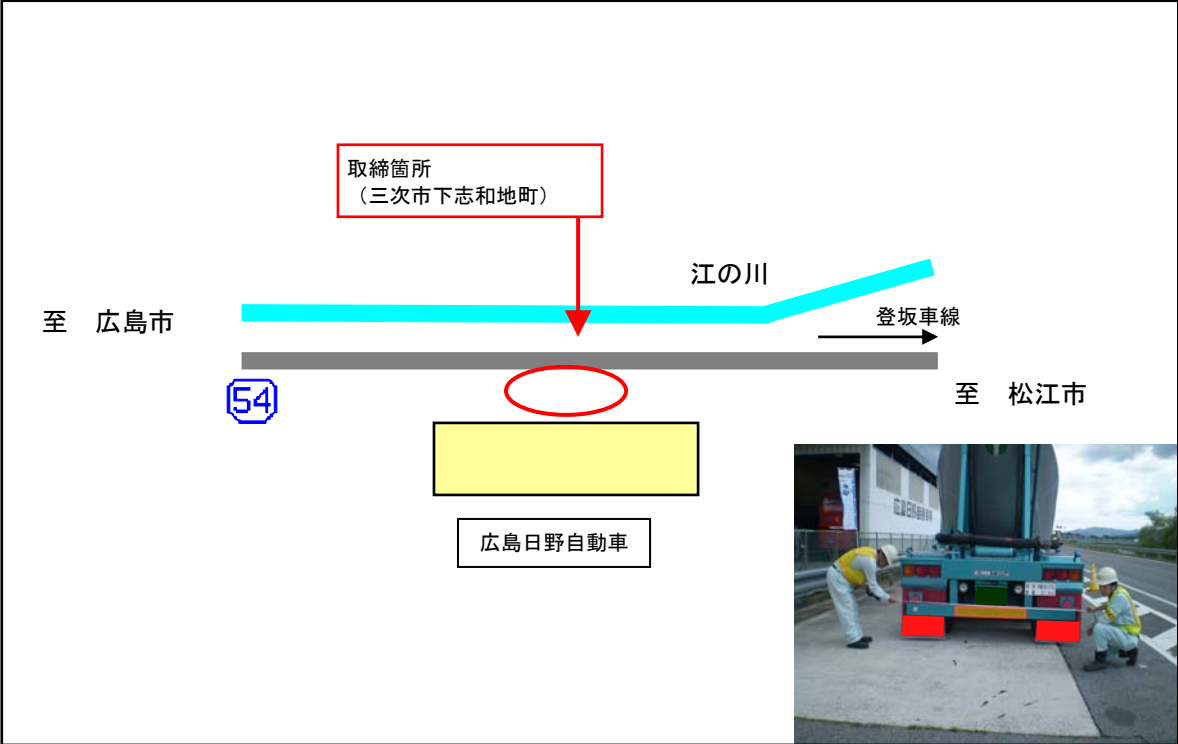 取締箇所
（三次市下志和地町）
江の川
至　広島市
登坂車線
54
至　松江市
広島日野自動車